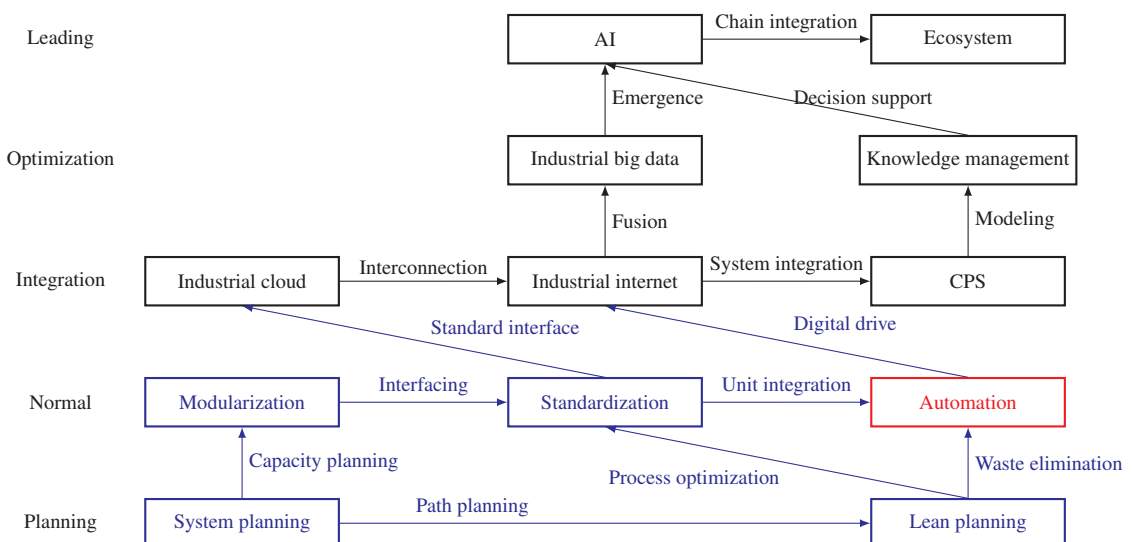 Leading
AI
Chain integration
Ecosystem
Emergence
Decision support
Optimization
Industrial big data
Knowledge management
Fusion
Modeling
Integration
Industrial cloud
Interconnection
Industrial internet
System integration
CPS
Standard interface
Digital drive
Normal
Modularization
Interfacing
Standardization
Unit integration
Automation
Capacity planning
Process optimization
Waste elimination
Planning
System planning
Path planning
Lean planning